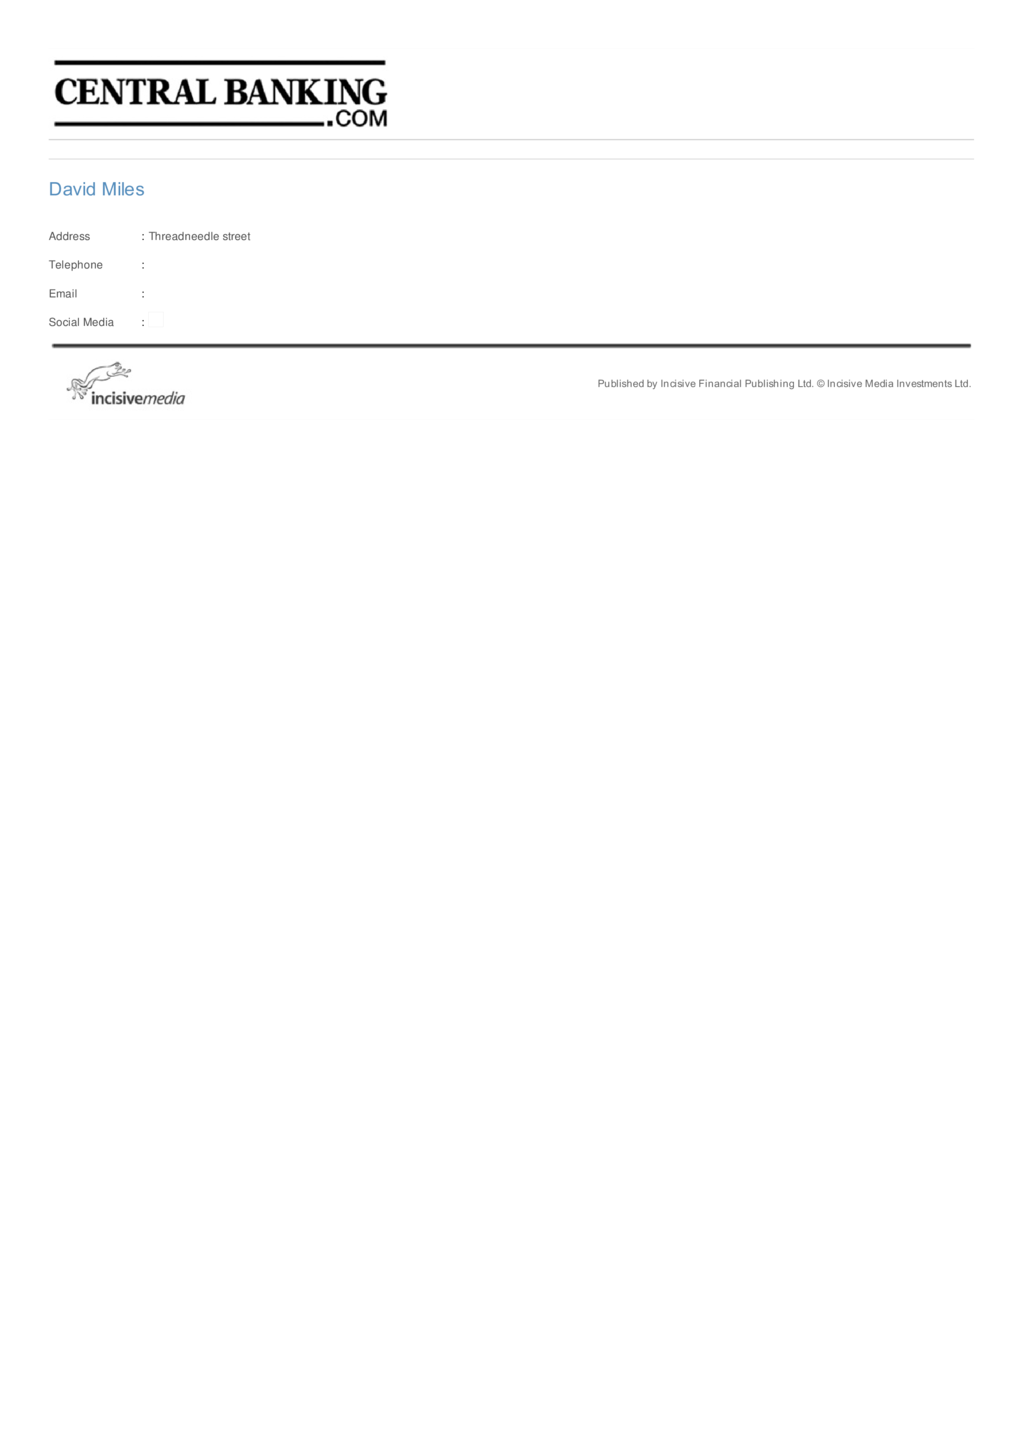 CENTRAL BANKING
.COM
David Miles
Address : Threadneedle street
Telephone :
Email :
Social Media :
incisivemedia
Published by Incisive Financial Publishing Ltd. © Incisive Media Investments Ltd.